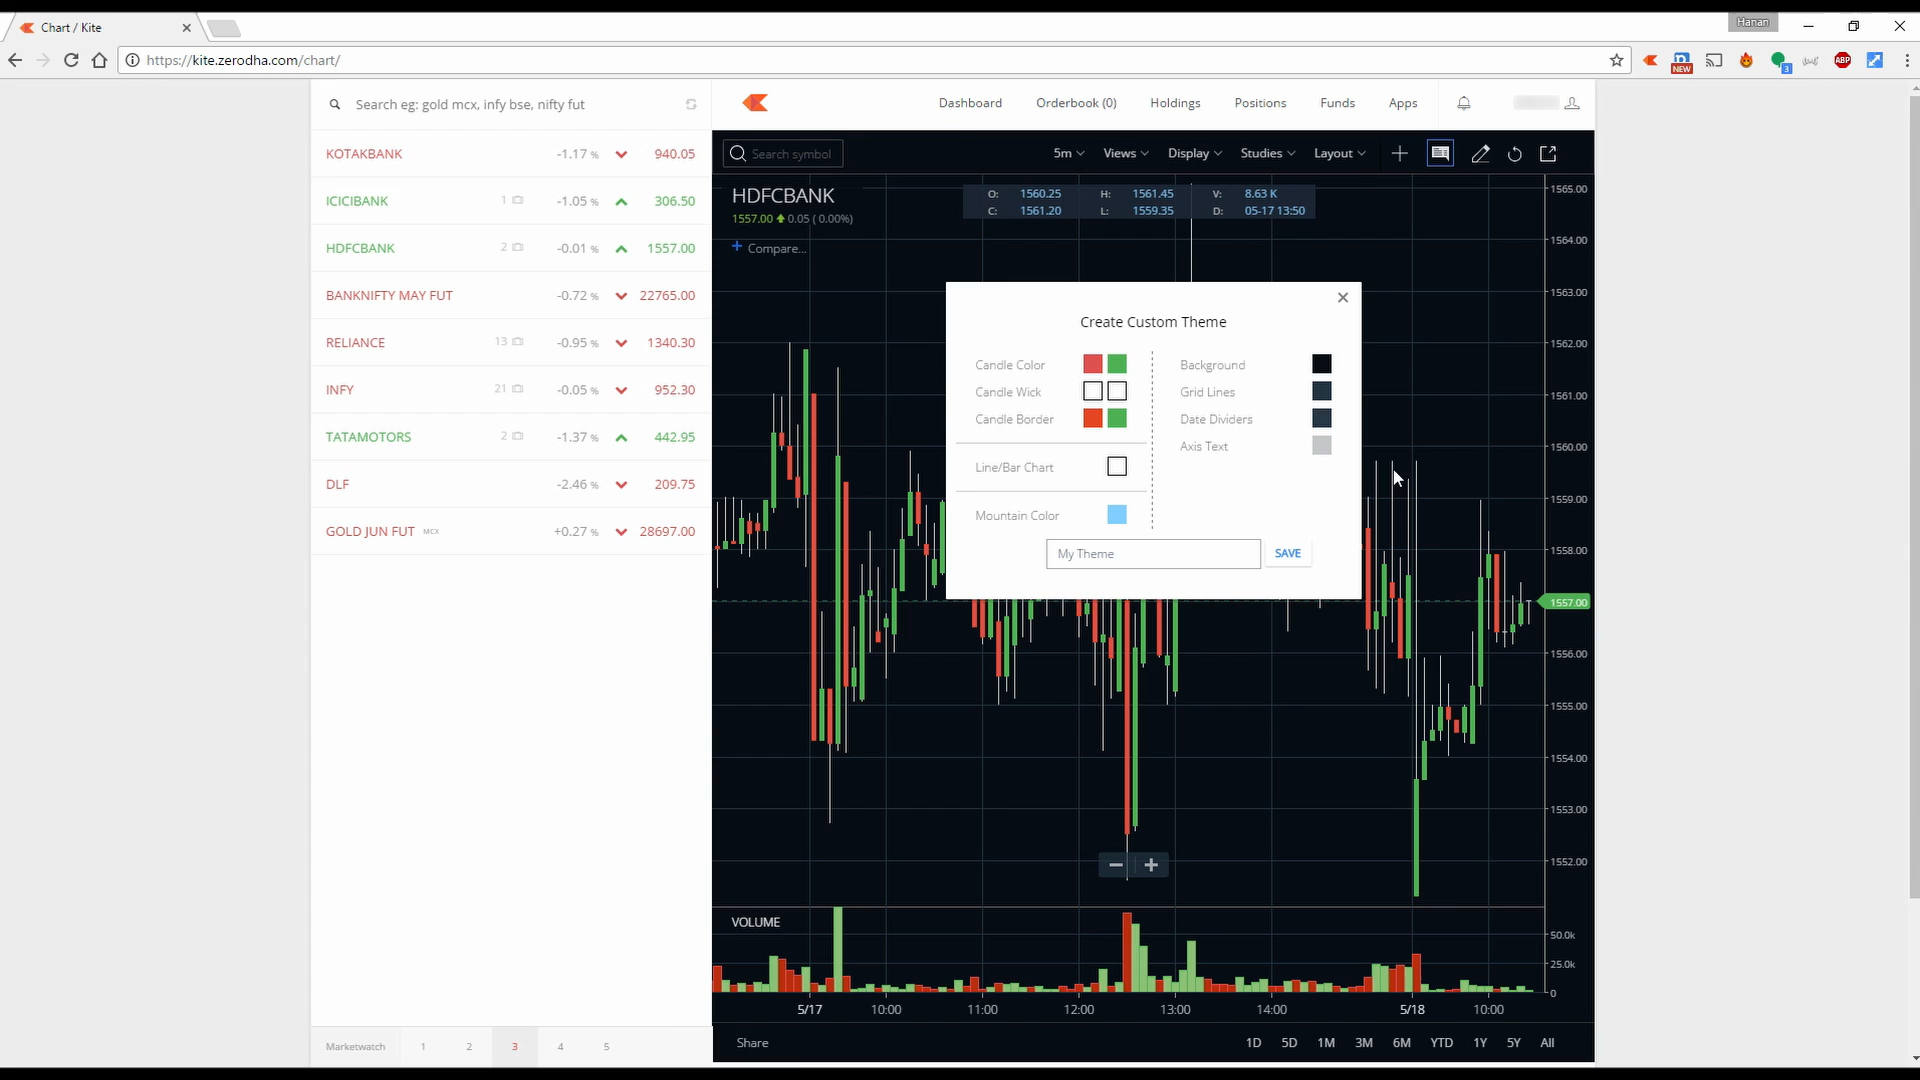 Chart / Kite
Hanan
https://kite.zerodha.com/chart/
NEW
3
ABP
Search eg: gold mcx, infy bse, nifty fut
Dashboard Orderbook (0) Holdings Positions Funds Apps
KOTAKBANK -1.17 % 940.05
ICICIBANK 1 -1.05 % 306.50
HDFCBANK 2 -0.01 % 1557.00
BANKNIFTY MAY FUT -0.72 % 22765.00
RELIANCE 13 -0.95 % 1340.30
INFY 21 -0.05 % 952.30
TATAMOTORS 2 -1.37 % 442.95
DLF -2.46 % 209.75
GOLD JUN FUT MCX +0.27 % 28697.00
Marketwatch 1 2 3 4 5
Search symbol 5m Views Display Studies Layout
HDFCBANK
1557.00 0.05 ( 0.00%)
+ Compare...
O: 1560.25 H: 1561.45 V: 8.63 K
C: 1561.20 L: 1559.35 D: 05-17 13:50
Create Custom Theme
Candle Color
Candle Wick
Candle Border
Line/Bar Chart
Mountain Color
Background
Grid Lines
Date Dividers
Axis Text
My Theme SAVE
1565.00
1564.00
1563.00
1562.00
1561.00
1560.00
1559.00
1558.00
1557.00
1556.00
1555.00
1554.00
1553.00
1552.00
VOLUME
50.0k
25.0k
0
5/17 10:00 11:00 12:00 13:00 14:00 5/18 10:00
Share 1D 5D 1M 3M 6M YTD 1Y 5Y All